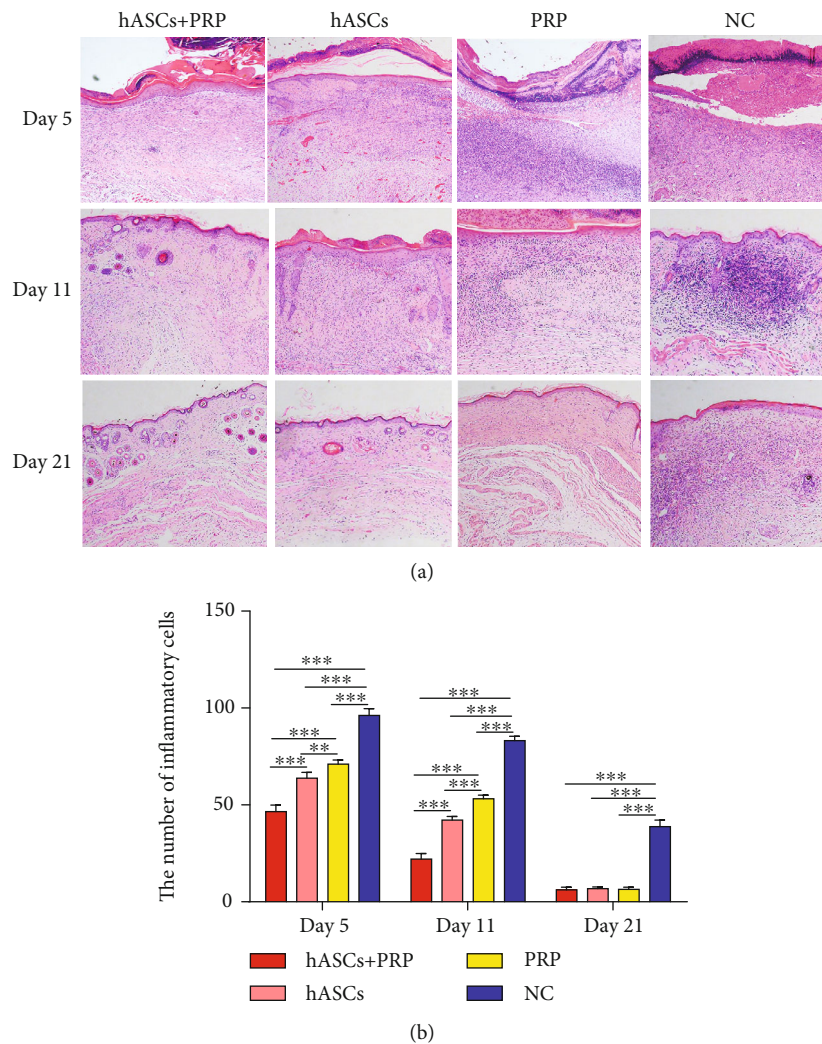 hASCs+PRP hASCs PRP NC
Day 5
Day 11
Day 21
(a)
The number of inflammatory cells
150
100
50
0
*** *** *** *** ** ***
*** *** *** *** *** ***
*** *** ***
Day 5 Day 11 Day 21
hASCs+PRP PRP
hASCs NC
(b)